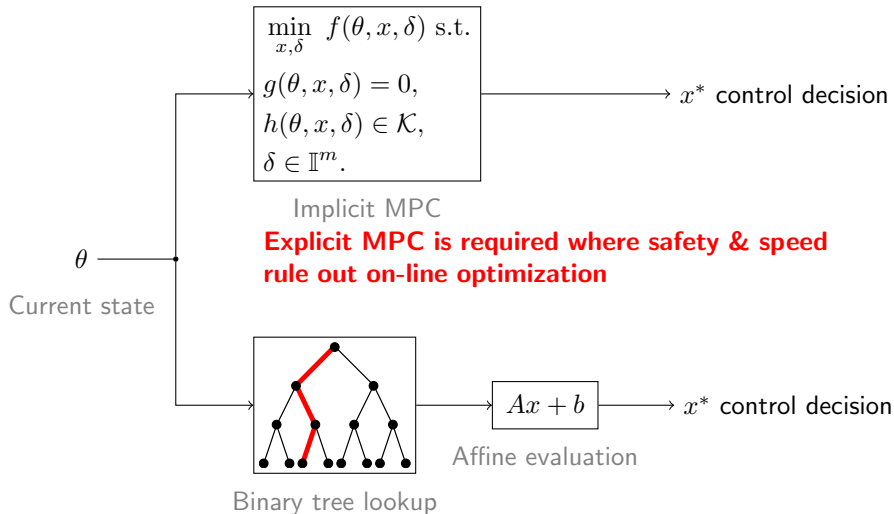 min x,δ f(θ, x, δ) s.t.
g(θ, x, δ) = 0,
h(θ, x, δ) ∈ 𝒦,
δ ∈ 𝕀ᵐ.
x* control decision
Implicit MPC
Explicit MPC is required where safety & speed
rule out on-line optimization
θ
Current state
Ax + b
x* control decision
Affine evaluation
Binary tree lookup